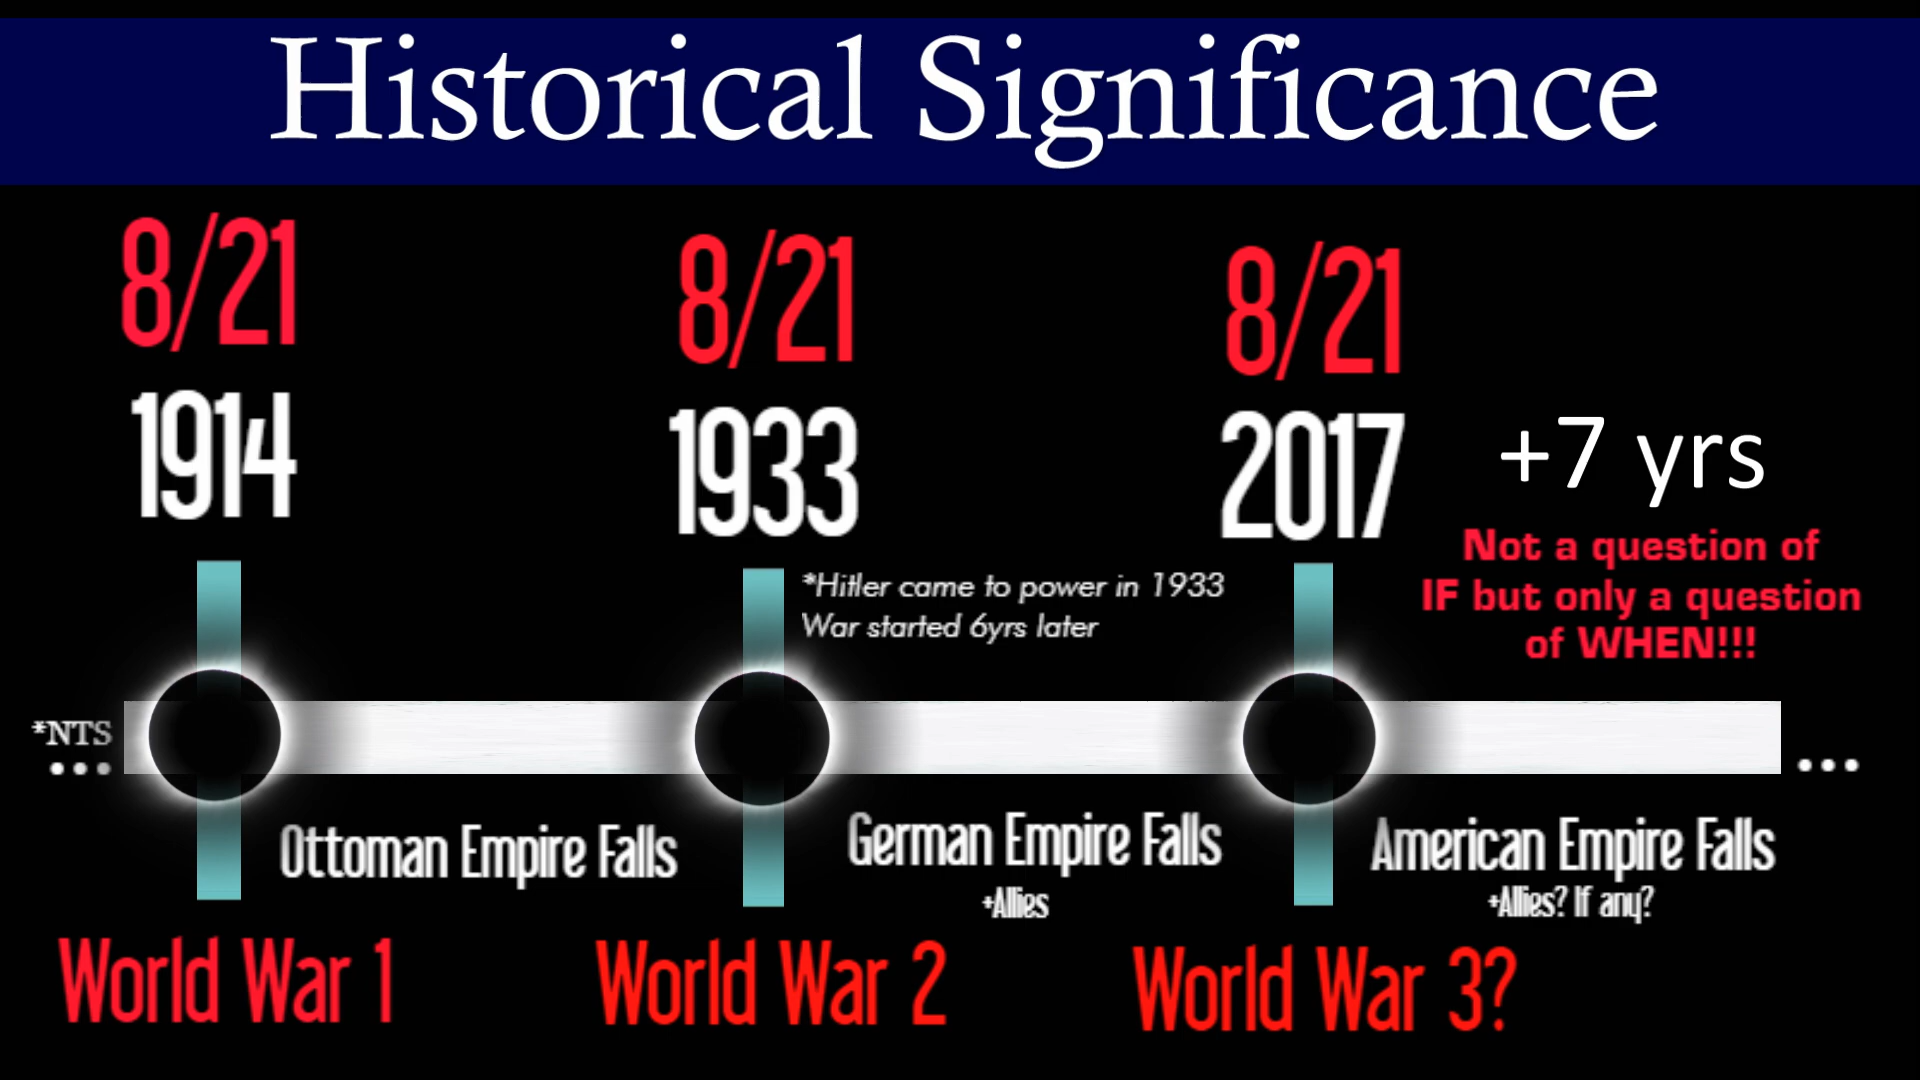 Historical Significance
8/21
1914
8/21
1933
8/21
2017
+7 yrs
Not a question of
IF but only a question
of WHEN!!!
*Hitler came to power in 1933
War started 6yrs later
*NTS
...
...
Ottoman Empire Falls
German Empire Falls
+Allies
American Empire Falls
+Allies? If any?
World War 1
World War 2
World War 3?